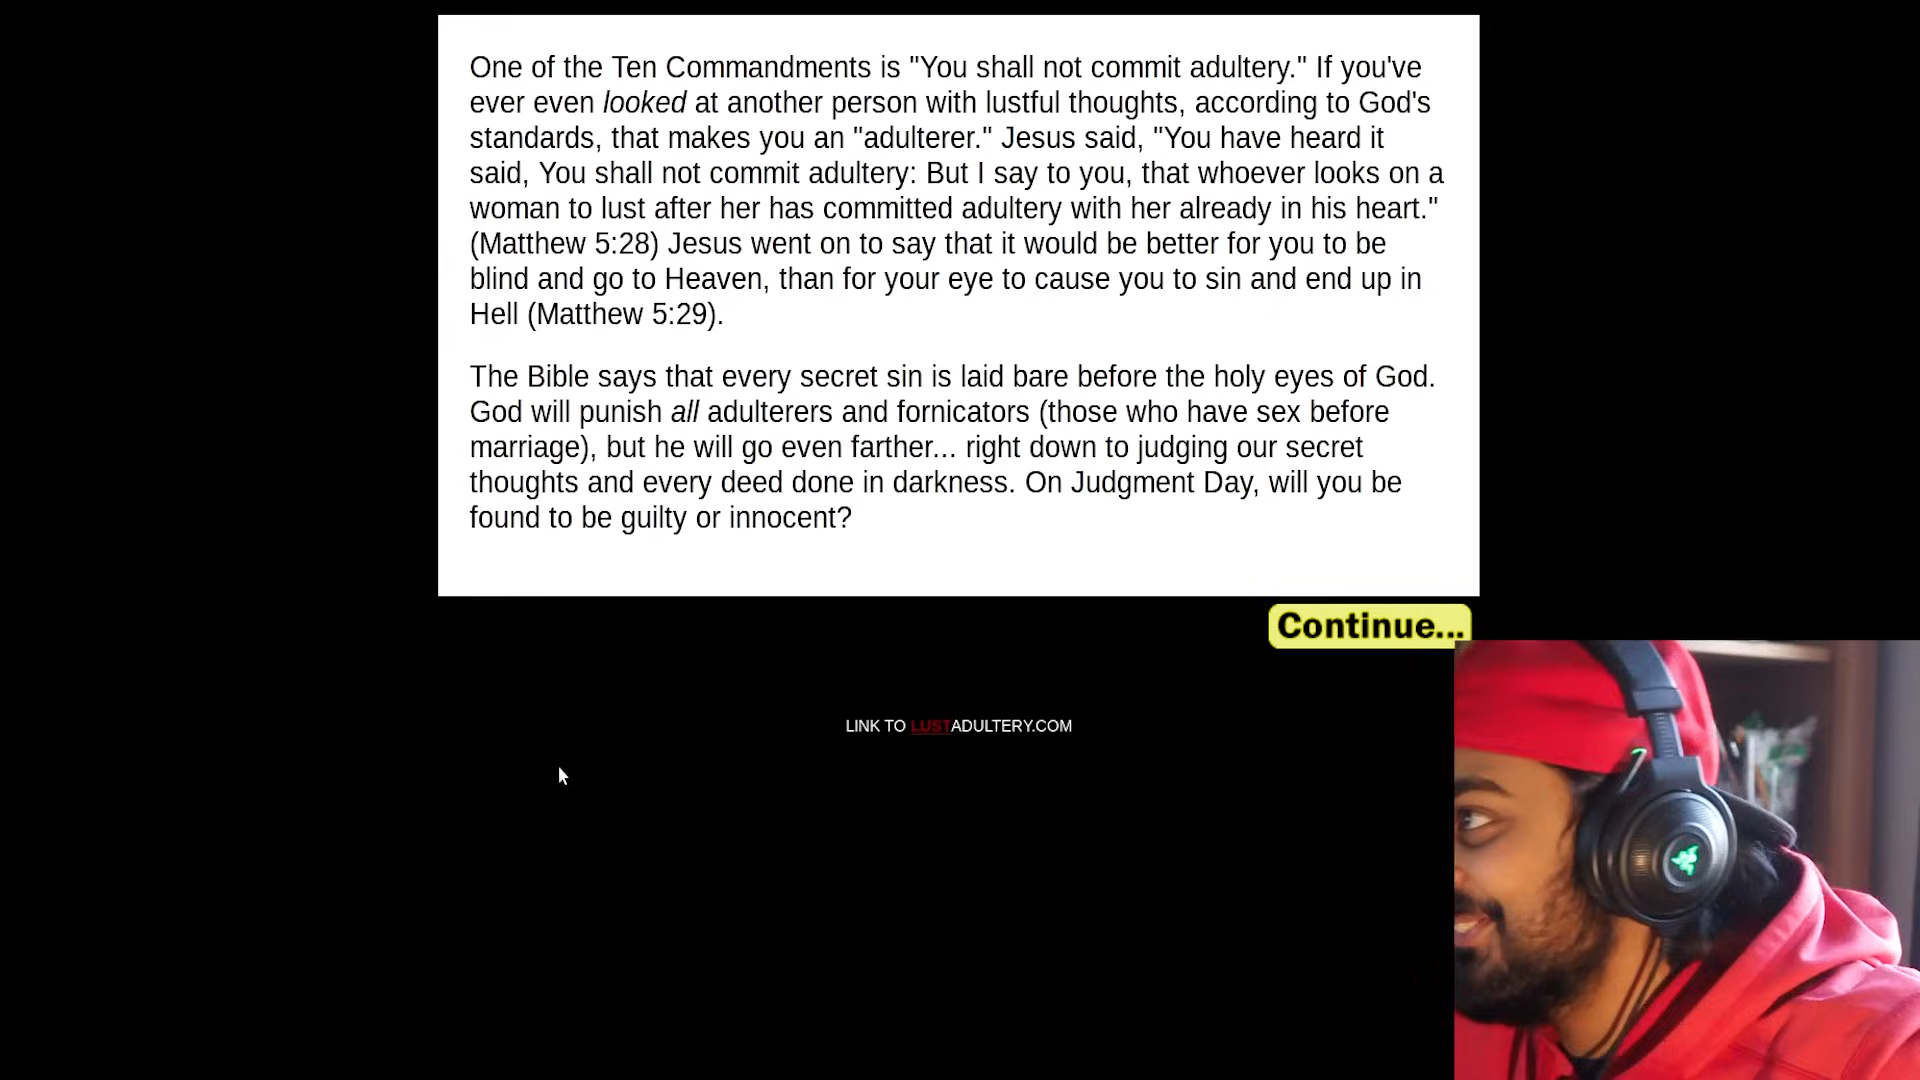 One of the Ten Commandments is "You shall not commit adultery." If you've
ever even looked at another person with lustful thoughts, according to God's
standards, that makes you an "adulterer." Jesus said, "You have heard it
said, You shall not commit adultery: But I say to you, that whoever looks on a
woman to lust after her has committed adultery with her already in his heart."
(Matthew 5:28) Jesus went on to say that it would be better for you to be
blind and go to Heaven, than for your eye to cause you to sin and end up in
Hell (Matthew 5:29).
The Bible says that every secret sin is laid bare before the holy eyes of God.
God will punish all adulterers and fornicators (those who have sex before
marriage), but he will go even farther... right down to judging our secret
thoughts and every deed done in darkness. On Judgment Day, will you be
found to be guilty or innocent?
Continue...
LINK TO LUSTADULTERY.COM